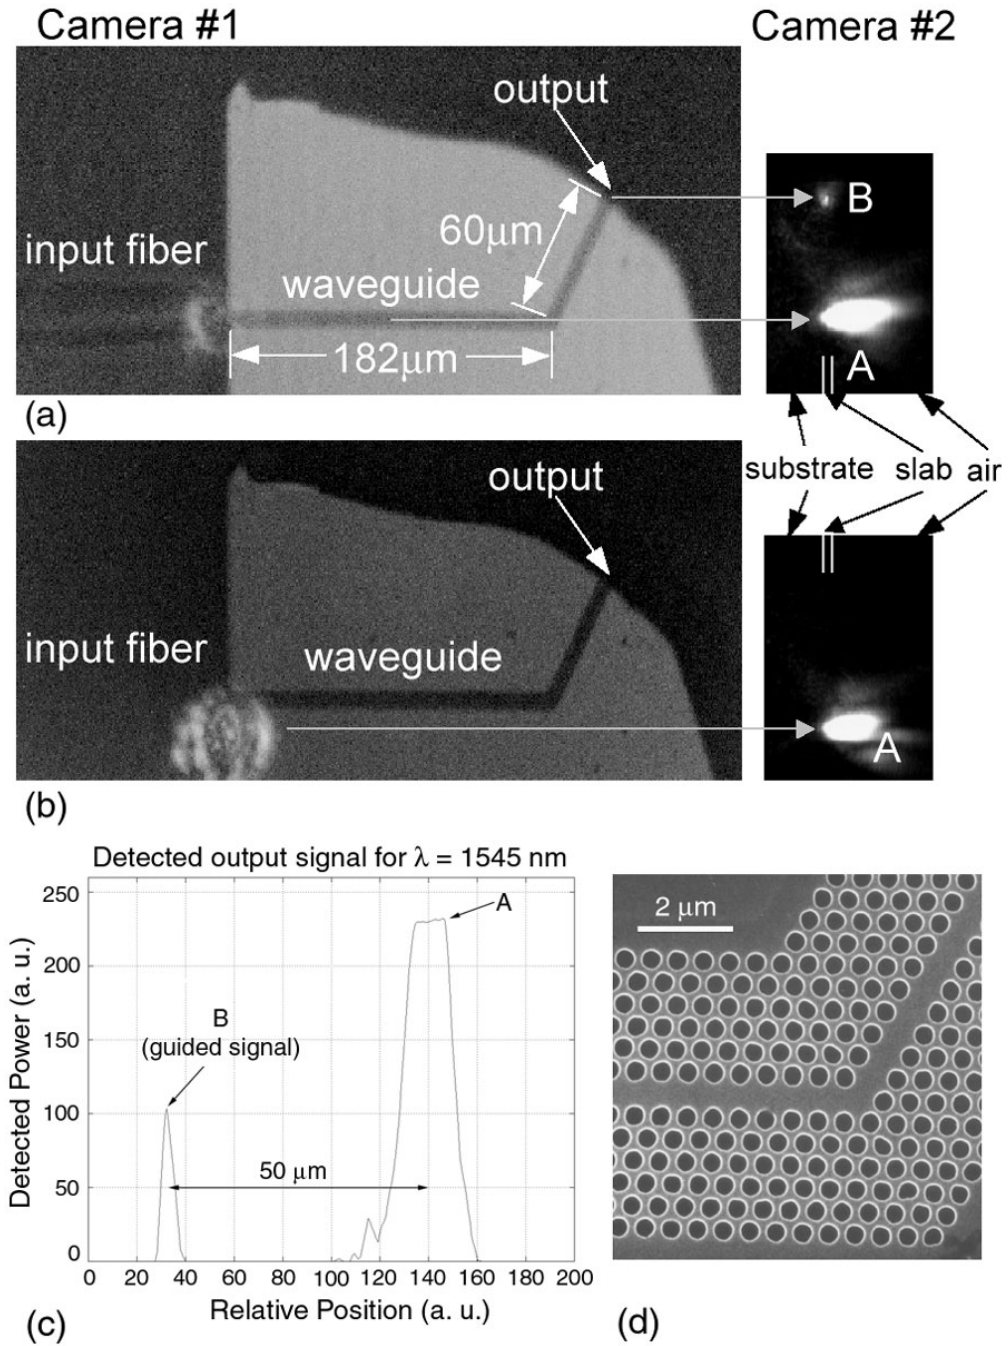 Camera #1
Camera #2
output
B
60μm
input fiber
waveguide
182μm
A
(a)
substrate slab air
output
input fiber
waveguide
A
(b)
Detected output signal for λ = 1545 nm
250
200
150
100
50
0
Detected Power (a. u.)
A
B
(guided signal)
50 μm
0 20 40 60 80 100 120 140 160 180 200
Relative Position (a. u.)
(c)
2 μm
(d)